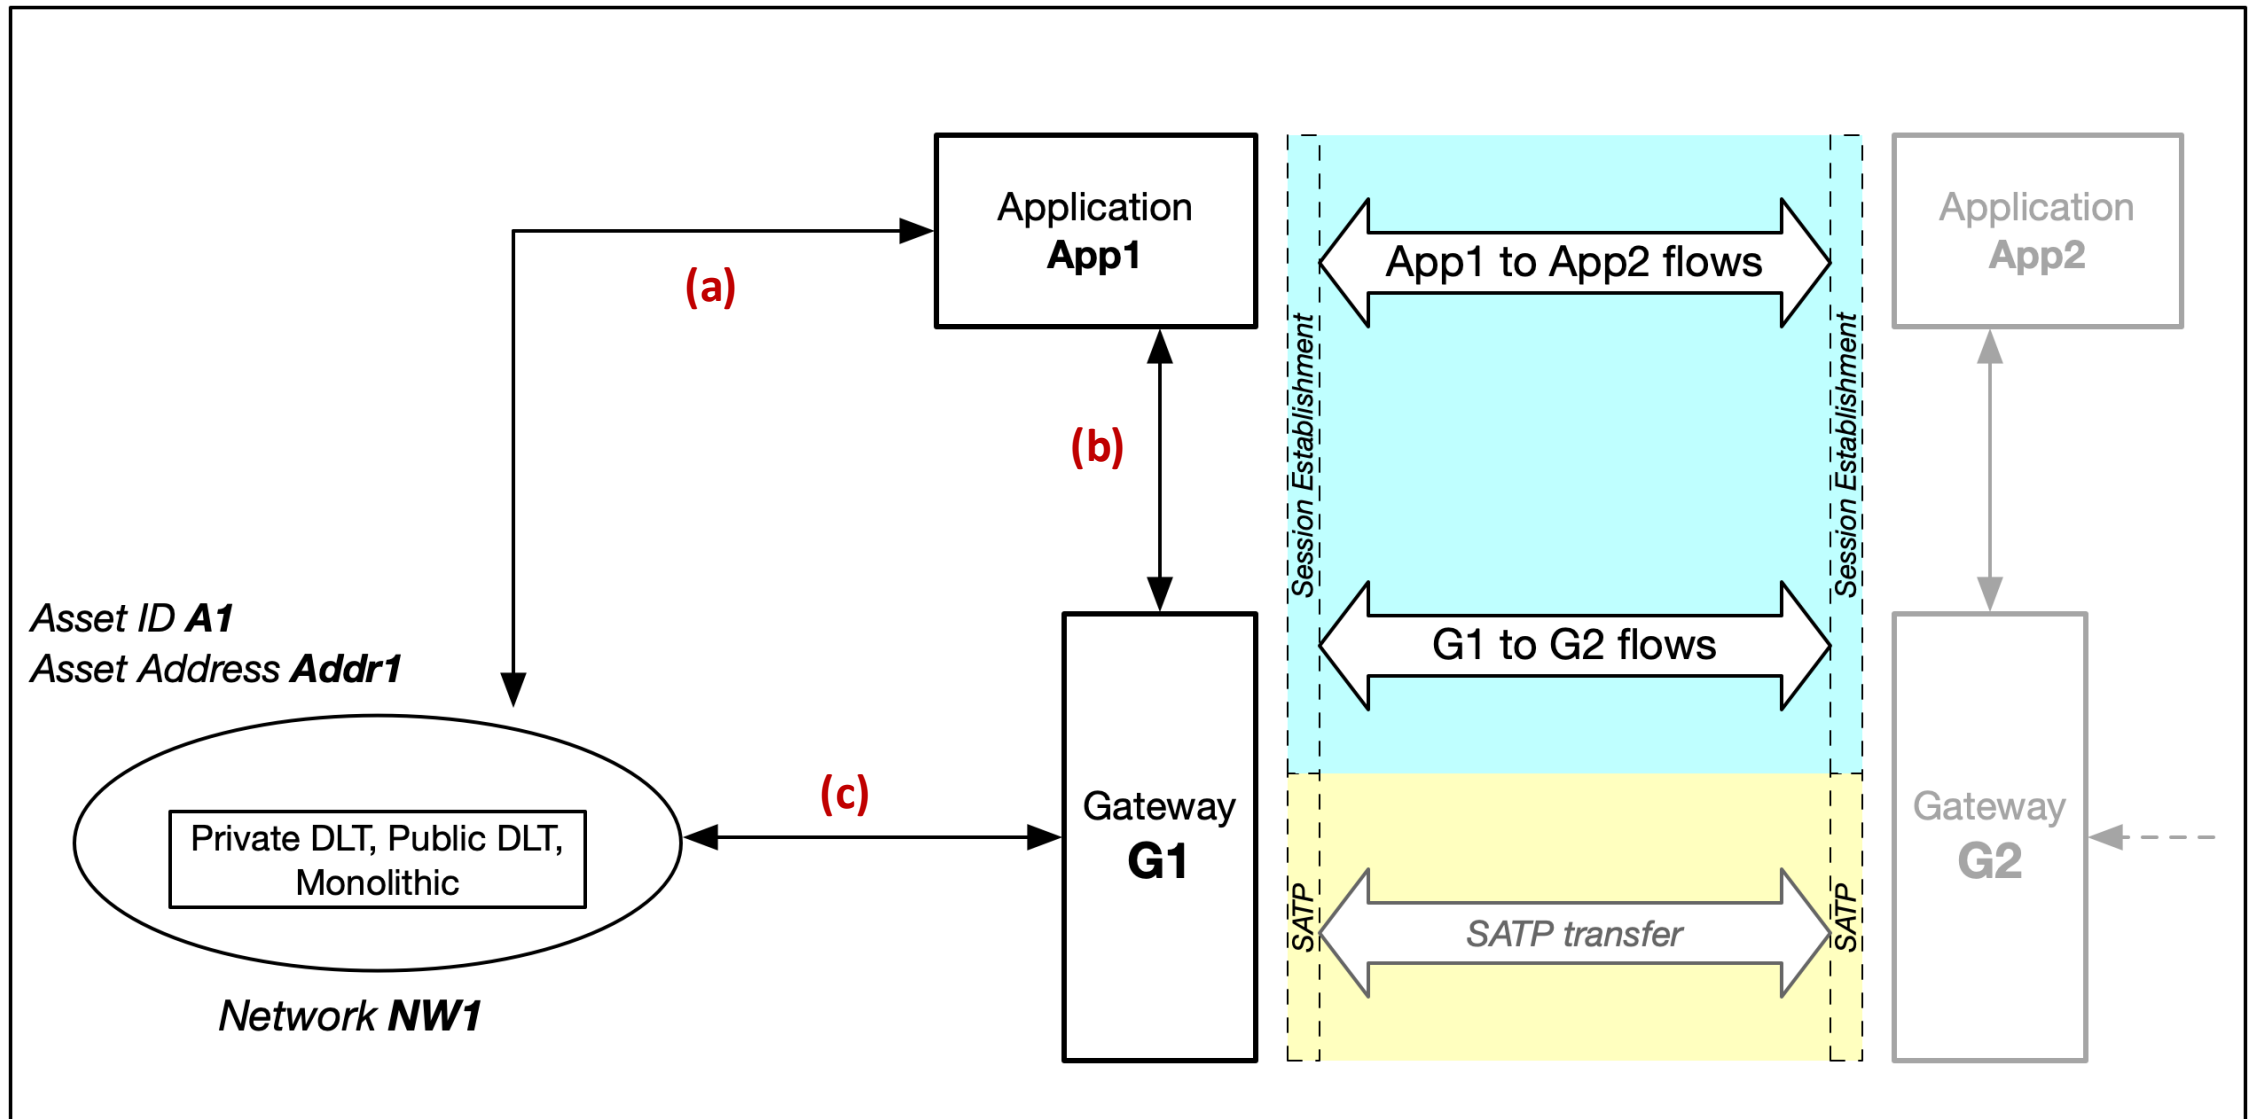 Application
App1
Application
App2
App1 to App2 flows
(a)
(b)
Session Establishment
Session Establishment
Asset ID A1
Asset Address Addr1
G1 to G2 flows
(c)
Private DLT, Public DLT,
Monolithic
Gateway
G1
Gateway
G2
SATP
SATP transfer
SATP
Network NW1